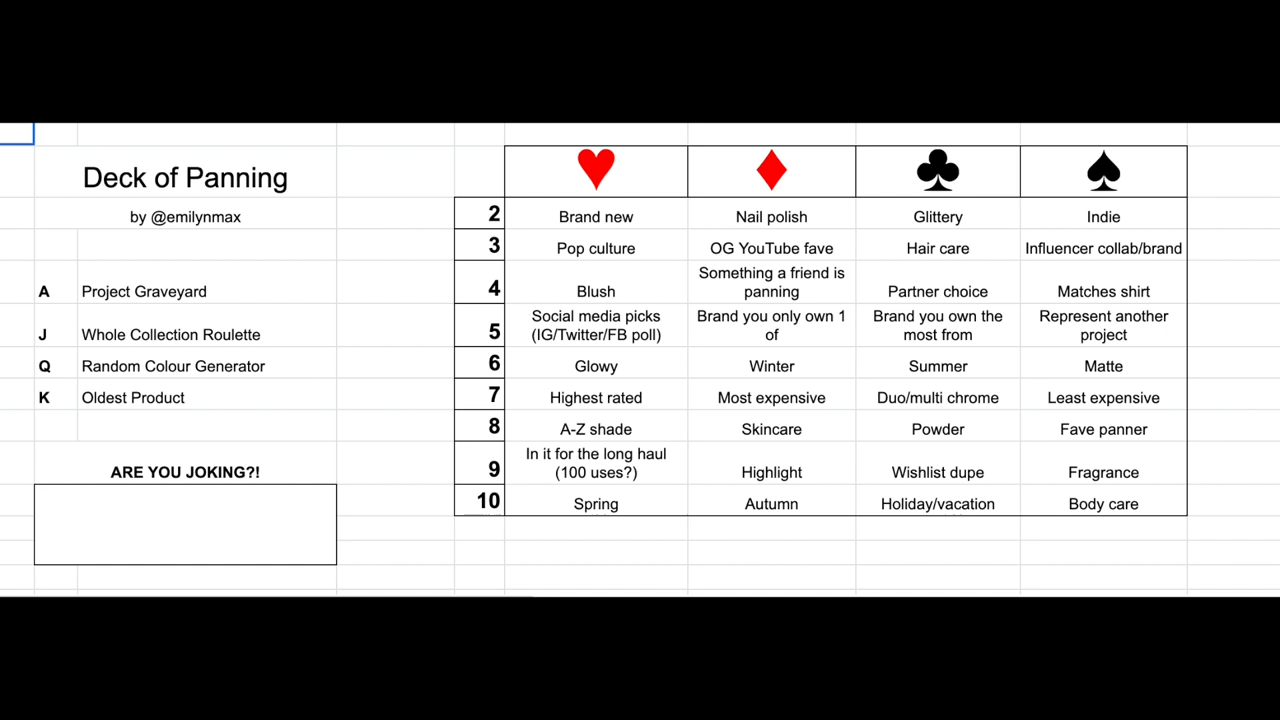 Deck of Panning
by @emilynmax
A Project Graveyard
J Whole Collection Roulette
Q Random Colour Generator
K Oldest Product
ARE YOU JOKING?!
♥ ♦ ♣ ♠
2 Brand new Nail polish Glittery Indie
3 Pop culture OG YouTube fave Hair care Influencer collab/brand
4 Blush Something a friend is
panning Partner choice Matches shirt
5 Social media picks
(IG/Twitter/FB poll) Brand you only own 1
of Brand you own the
most from Represent another
project
6 Glowy Winter Summer Matte
7 Highest rated Most expensive Duo/multi chrome Least expensive
8 A-Z shade Skincare Powder Fave panner
9 In it for the long haul
(100 uses?) Highlight Wishlist dupe Fragrance
10 Spring Autumn Holiday/vacation Body care